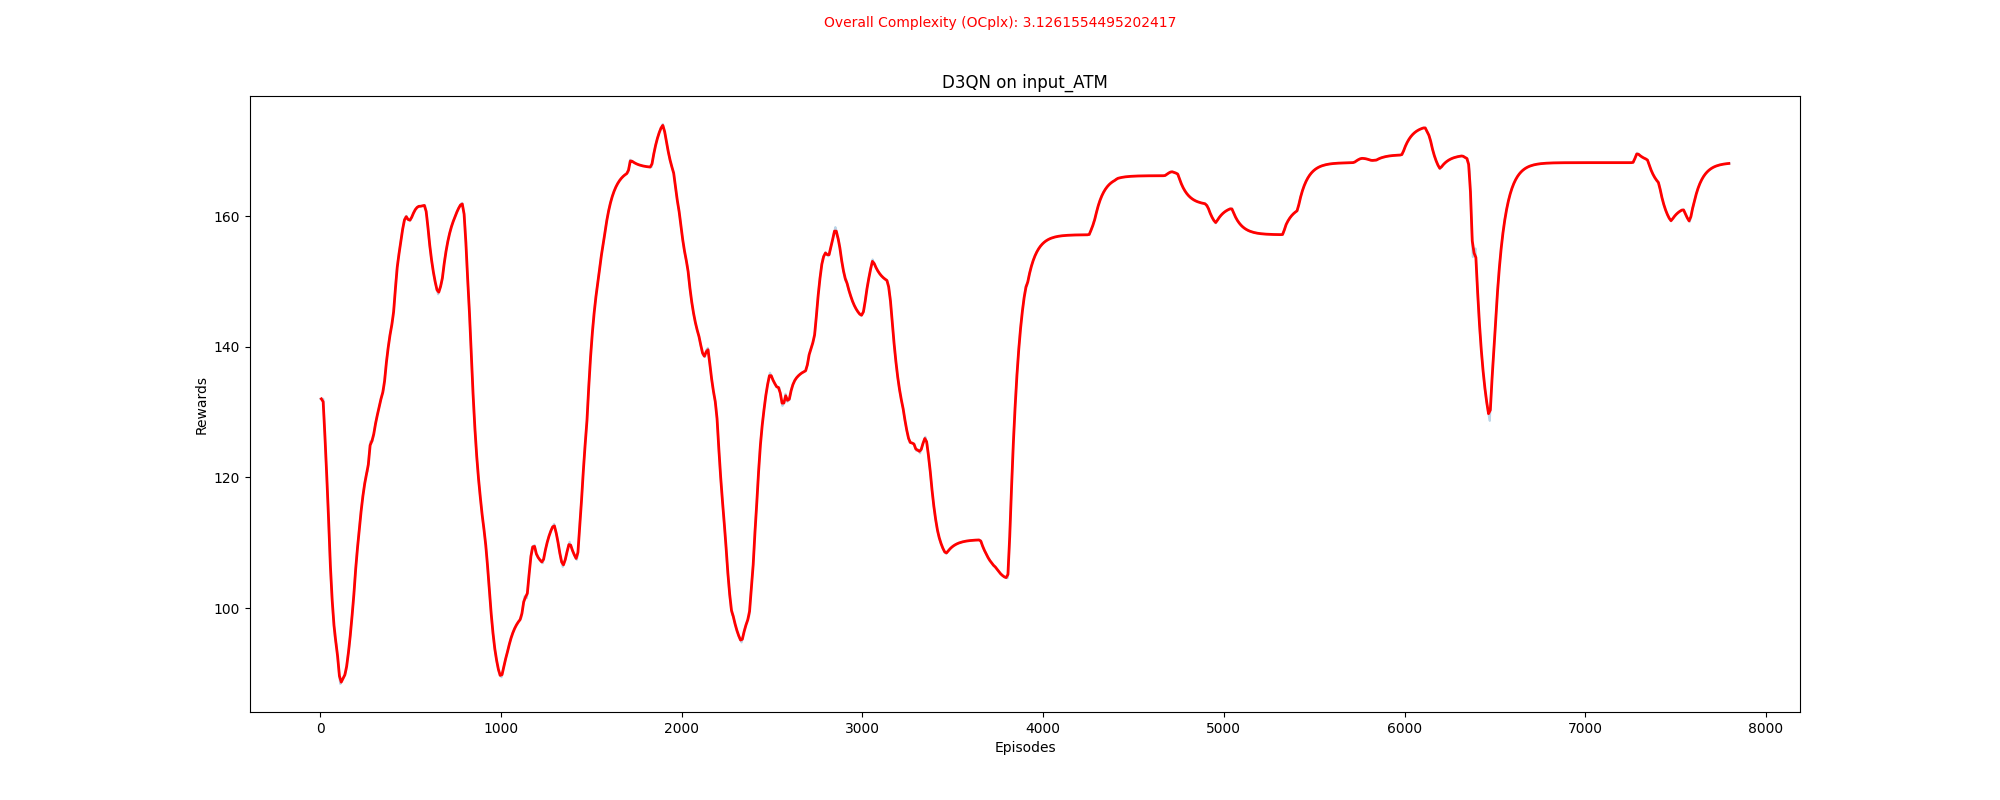 Overall Complexity (OCplx): 3.1261554495202417
D3QN on input_ATM
Rewards
160
140
120
100
0 1000 2000 3000 4000 5000 6000 7000 8000
Episodes